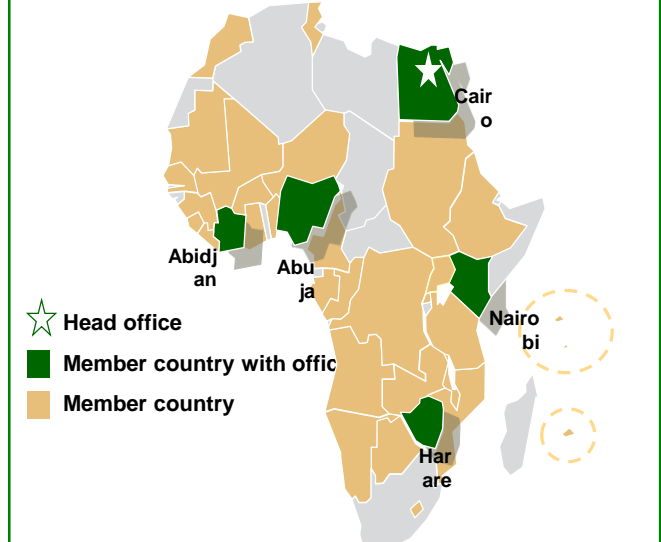 Cair
o
Abidj
an
Abu
ja
Nairo
bi
Head office
Member country with offic
Member country
Har
are